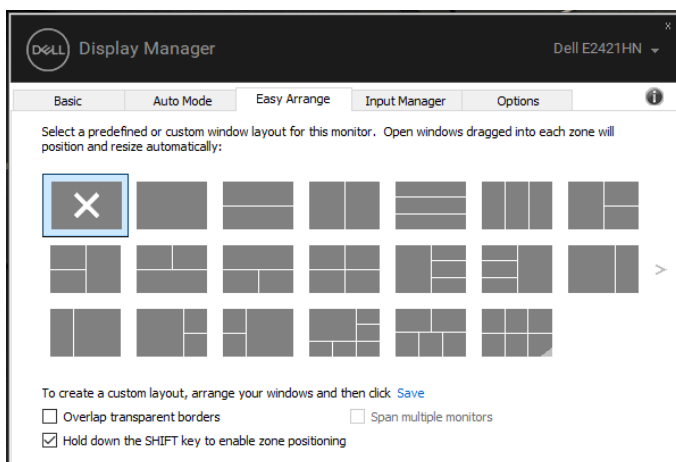 x
DELL Display Manager Dell E2421HN
Basic Auto Mode Easy Arrange Input Manager Options i
Select a predefined or custom window layout for this monitor. Open windows dragged into each zone will
position and resize automatically:
>
To create a custom layout, arrange your windows and then click Save
Overlap transparent borders Span multiple monitors
Hold down the SHIFT key to enable zone positioning